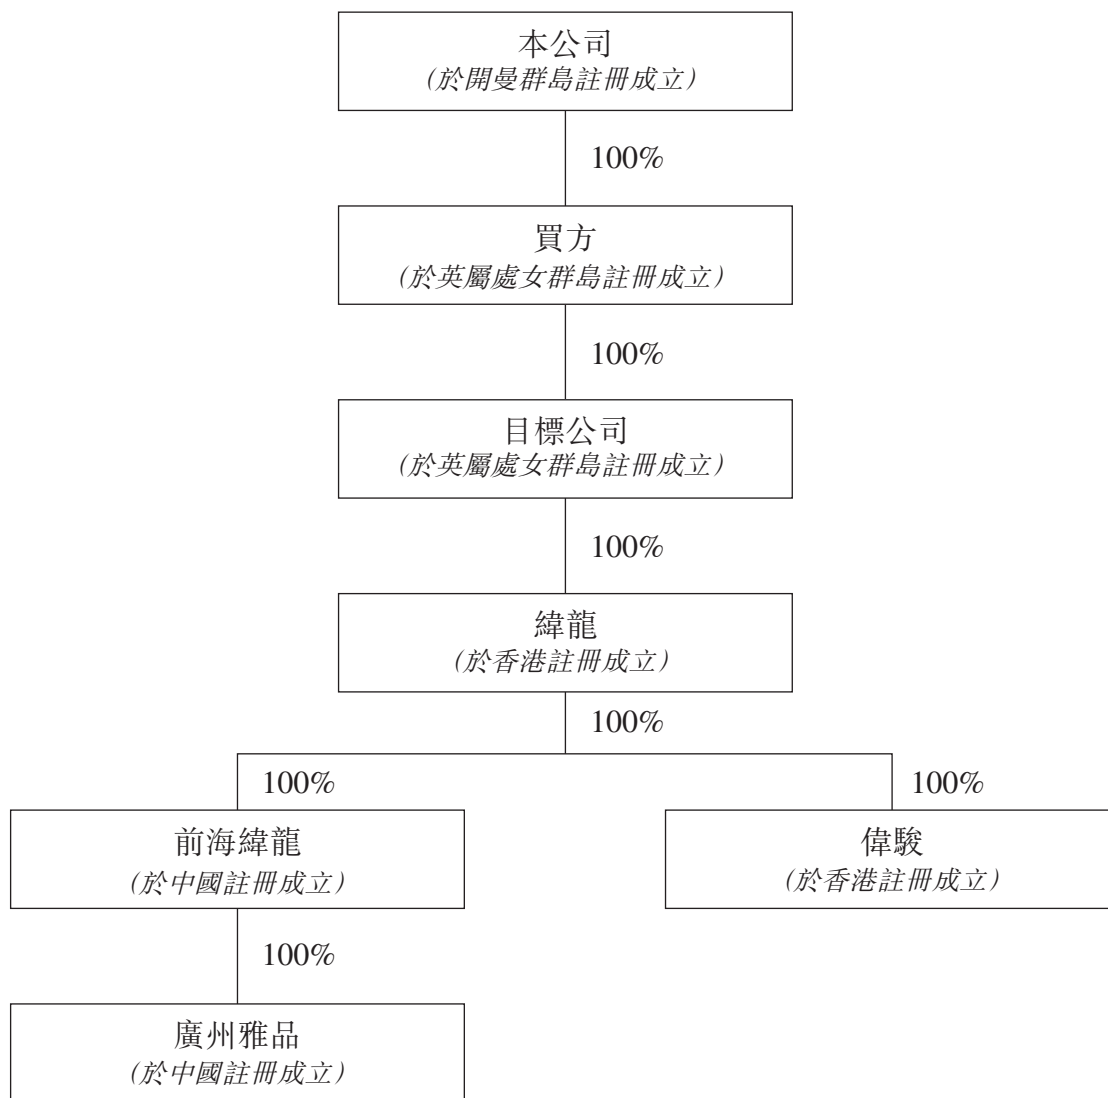 本公司
(於開曼群島註冊成立)
100%
買方
(於英屬處女群島註冊成立)
100%
目標公司
(於英屬處女群島註冊成立)
100%
緯龍
(於香港註冊成立)
100%
100%
100%
前海緯龍
(於中國註冊成立)
偉駿
(於香港註冊成立)
100%
廣州雅品
(於中國註冊成立)